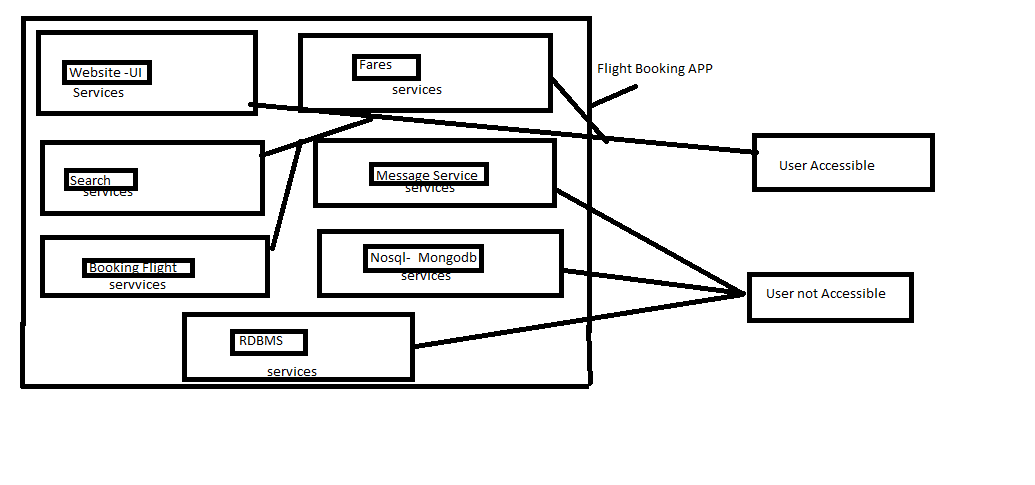 Website -UI
Services
Fares
services
Flight Booking APP
Search
services
Message Service
services
User Accessible
Booking Flight
servvices
Nosql- Mongodb
services
User not Accessible
RDBMS
services